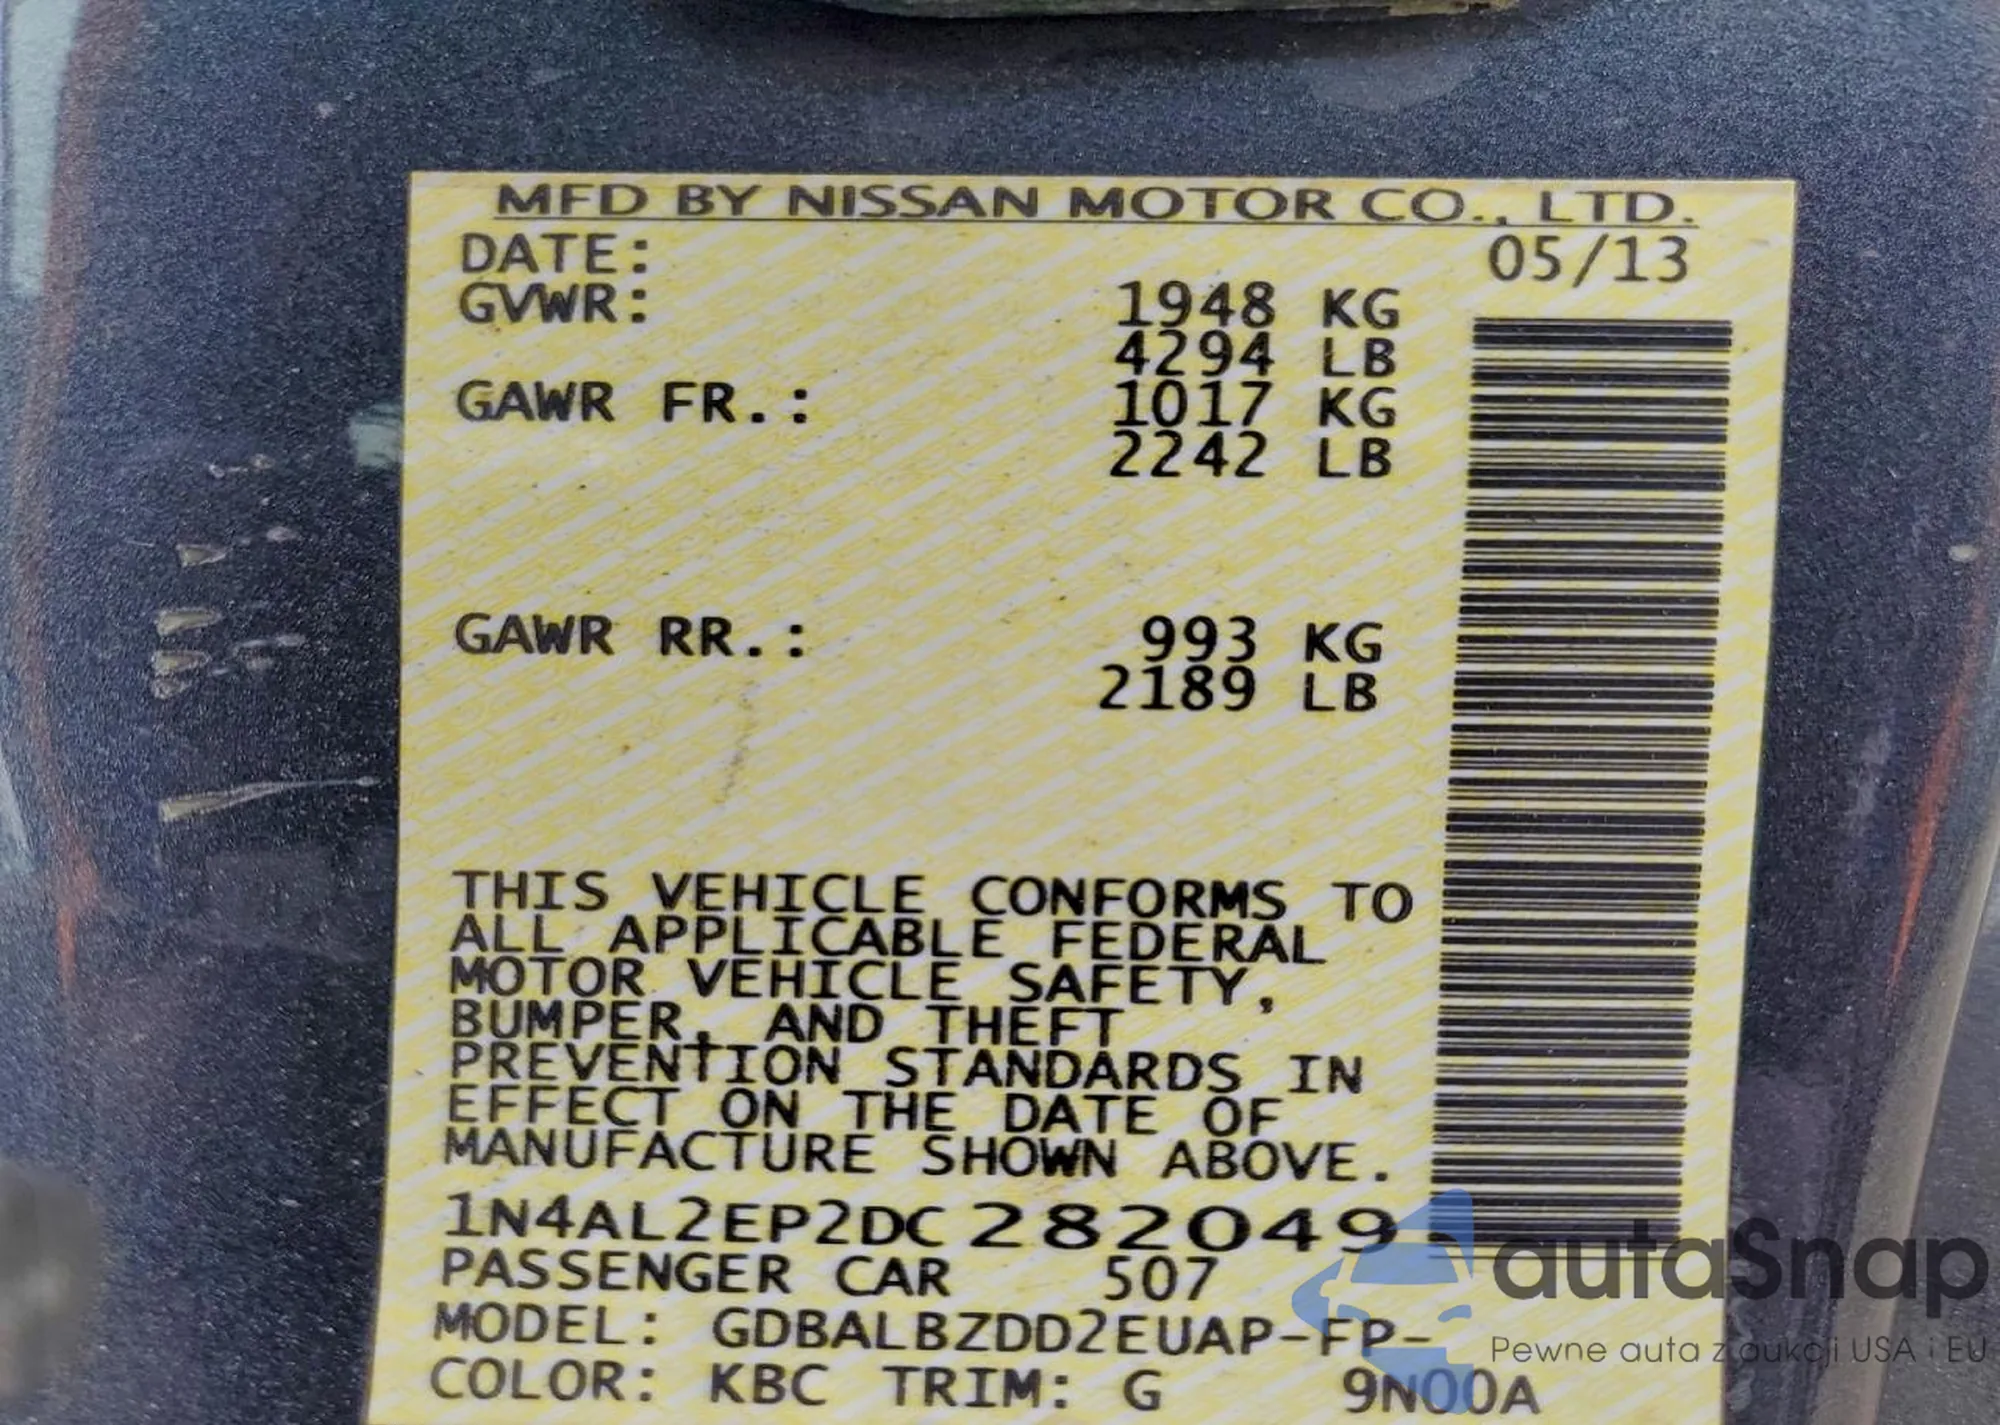 MFD BY NISSAN MOTOR CO., LTD.
DATE: 05/13
GVWR: 1948 KG
4294 LB
GAWR FR.: 1017 KG
2242 LB
GAWR RR.: 993 KG
2189 LB
THIS VEHICLE CONFORMS TO
ALL APPLICABLE FEDERAL
MOTOR VEHICLE SAFETY,
BUMPER, AND THEFT
PREVENTION STANDARDS IN
EFFECT ON THE DATE OF
MANUFACTURE SHOWN ABOVE.
1N4AL2EP2DC282049
PASSENGER CAR 507
MODEL: GDBALBZDD2EUAP-FP-
COLOR: KBC TRIM: G 9N00A
autaSnap
Pewne auta z aukcji USA i EU